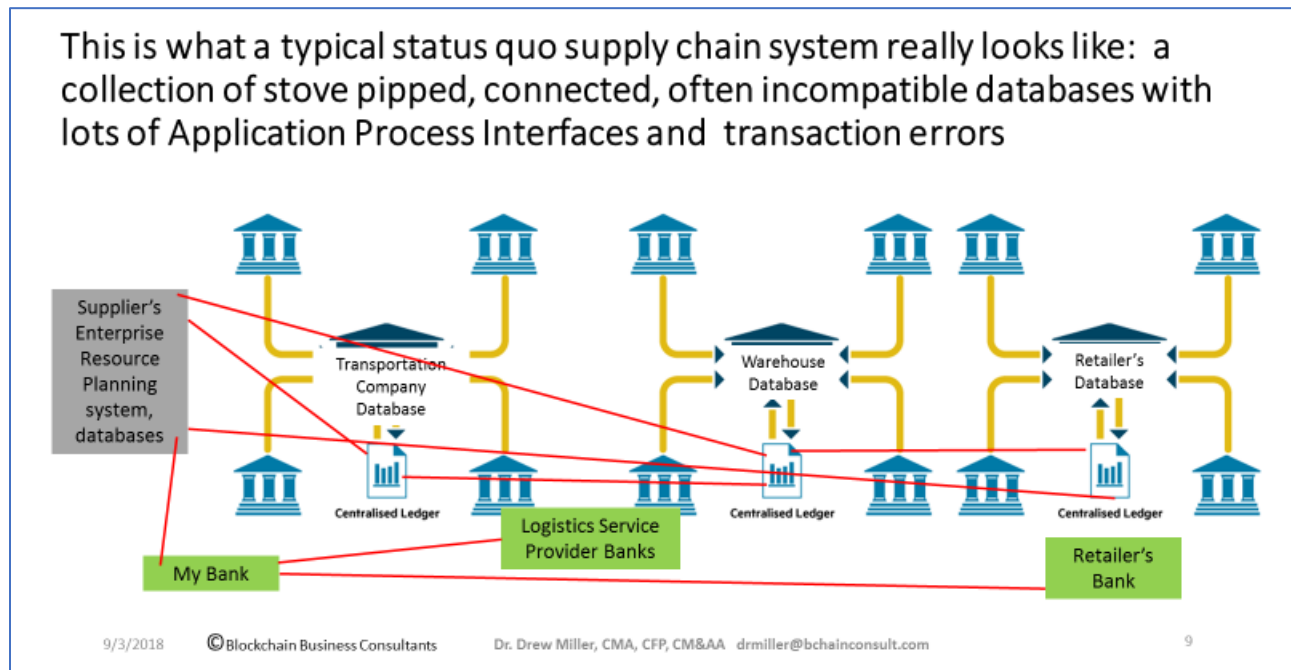 This is what a typical status quo supply chain system really looks like:  a
collection of stove pipped, connected, often incompatible databases with
lots of Application Process Interfaces and  transaction errors
Supplier's
Enterprise
Resource
Planning
system,
databases
Transportation
Company
Database
Warehouse
Database
Retailer's
Database
Centralised Ledger
Centralised Ledger
Centralised Ledger
Logistics Service
Provider Banks
My Bank
Retailer's
Bank
9/3/2018
©Blockchain Business Consultants
Dr. Drew Miller, CMA, CFP, CM&AA   drmiller@bchainconsult.com
9